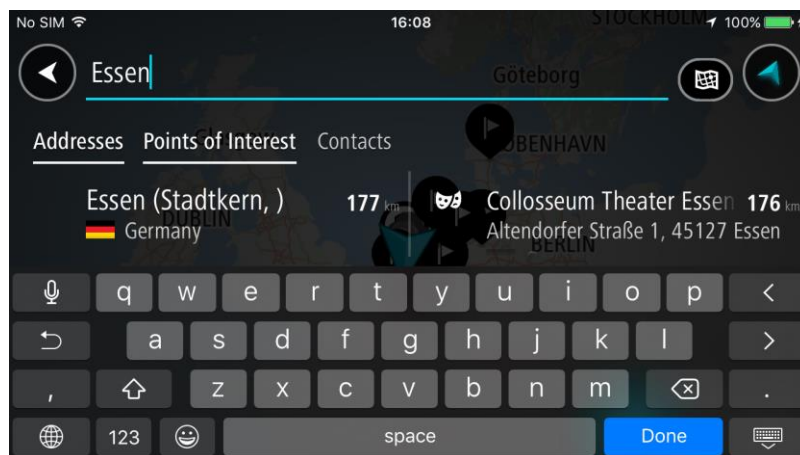 No SIM 16:08 100%
Essen
Addresses Points of Interest Contacts
Essen (Stadtkern, ) 177 km
Germany
Collosseum Theater Essen 176 km
Altendorfer Straße 1, 45127 Essen
STOCKHOLM
Göteborg
DUBLIN
BERLIN
q w e r t y u i o p <
a s d f g h j k l >
, z x c v b n m .
123 space Done